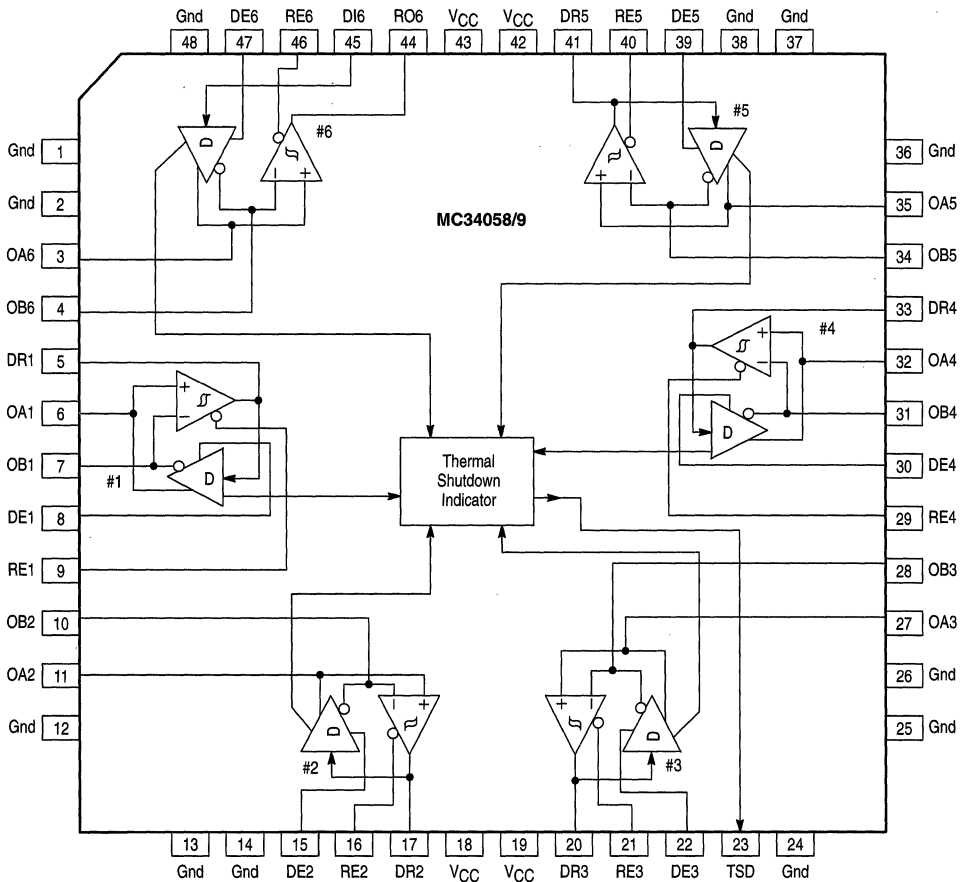 Gnd DE6 RE6 DI6 RO6 VCC VCC DR5 RE5 DE5 Gnd Gnd
48 47 46 45 44 43 42 41 40 39 38 37
D #6 #5 D
- + + -
Gnd 1 36 Gnd
Gnd 2 35 OA5
MC34058/9
OA6 3 34 OB5
OB6 4 33 DR4
+ #4
-
DR1 5 32 OA4
+
-
OA1 6 31 OB4
D
OB1 7 30 DE4
#1 D
Thermal
Shutdown
Indicator
DE1 8 29 RE4
RE1 9 28 OB3
OB2 10 27 OA3
OA2 11 26 Gnd
- + + -
Gnd 12 25 Gnd
D D
#2 #3
13 14 15 16 17 18 19 20 21 22 23 24
Gnd Gnd DE2 RE2 DR2 VCC VCC DR3 RE3 DE3 TSD Gnd